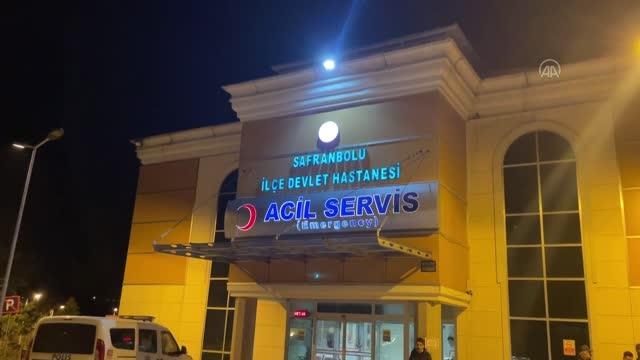 AA
SAFRANBOLU
İLÇE DEVLET HASTANESİ
ACİL SERVİS
(Emergency)
P
POLİS